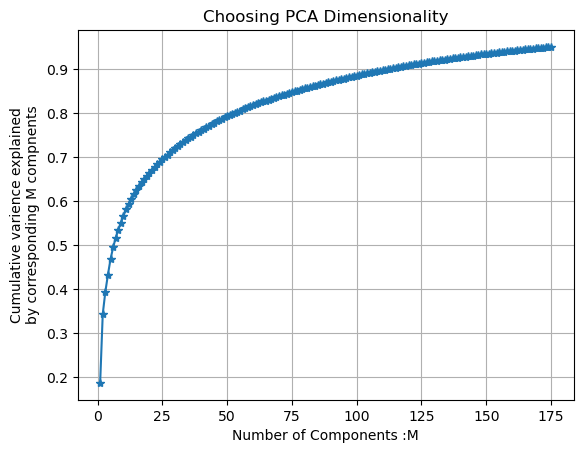 Choosing PCA Dimensionality
Cumulative varience explained
by corresponding M compnents
0.9
0.8
0.7
0.6
0.5
0.4
0.3
0.2
0 25 50 75 100 125 150 175
Number of Components :M